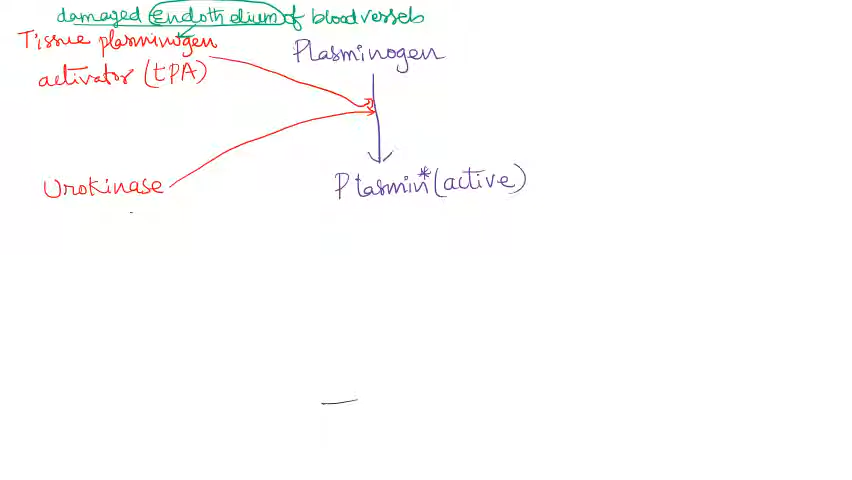 damaged endothelium of blood vessels
Tissue plasminogen
activator (tPA)
Plasminogen
Urokinase
Plasmin* (active)